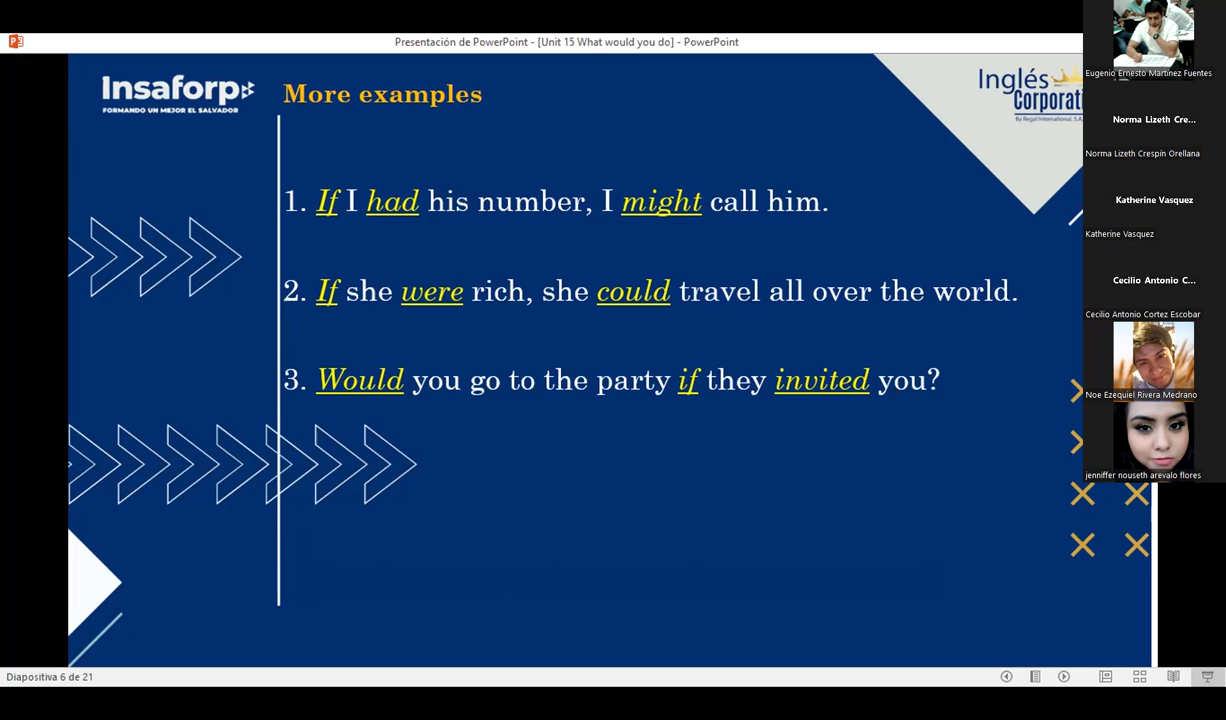 Presentación de PowerPoint - [Unit 15 What would you do] - PowerPoint
Insaforp
FORMANDO UN MEJOR EL SALVADOR
More examples
Inglés
Corporati
By Regal International, S.A.
1. If I had his number, I might call him.
2. If she were rich, she could travel all over the world.
3. Would you go to the party if they invited you?
Eugenio Ernesto Martínez Fuentes
Norma Lizeth Cre...
Norma Lizeth Crespín Orellana
Katherine Vasquez
Katherine Vasquez
Cecilio Antonio C...
Cecilio Antonio Cortez Escobar
Noe Ezequiel Rivera Medrano
jenniffer nouseth arevalo flores
Diapositiva 6 de 21